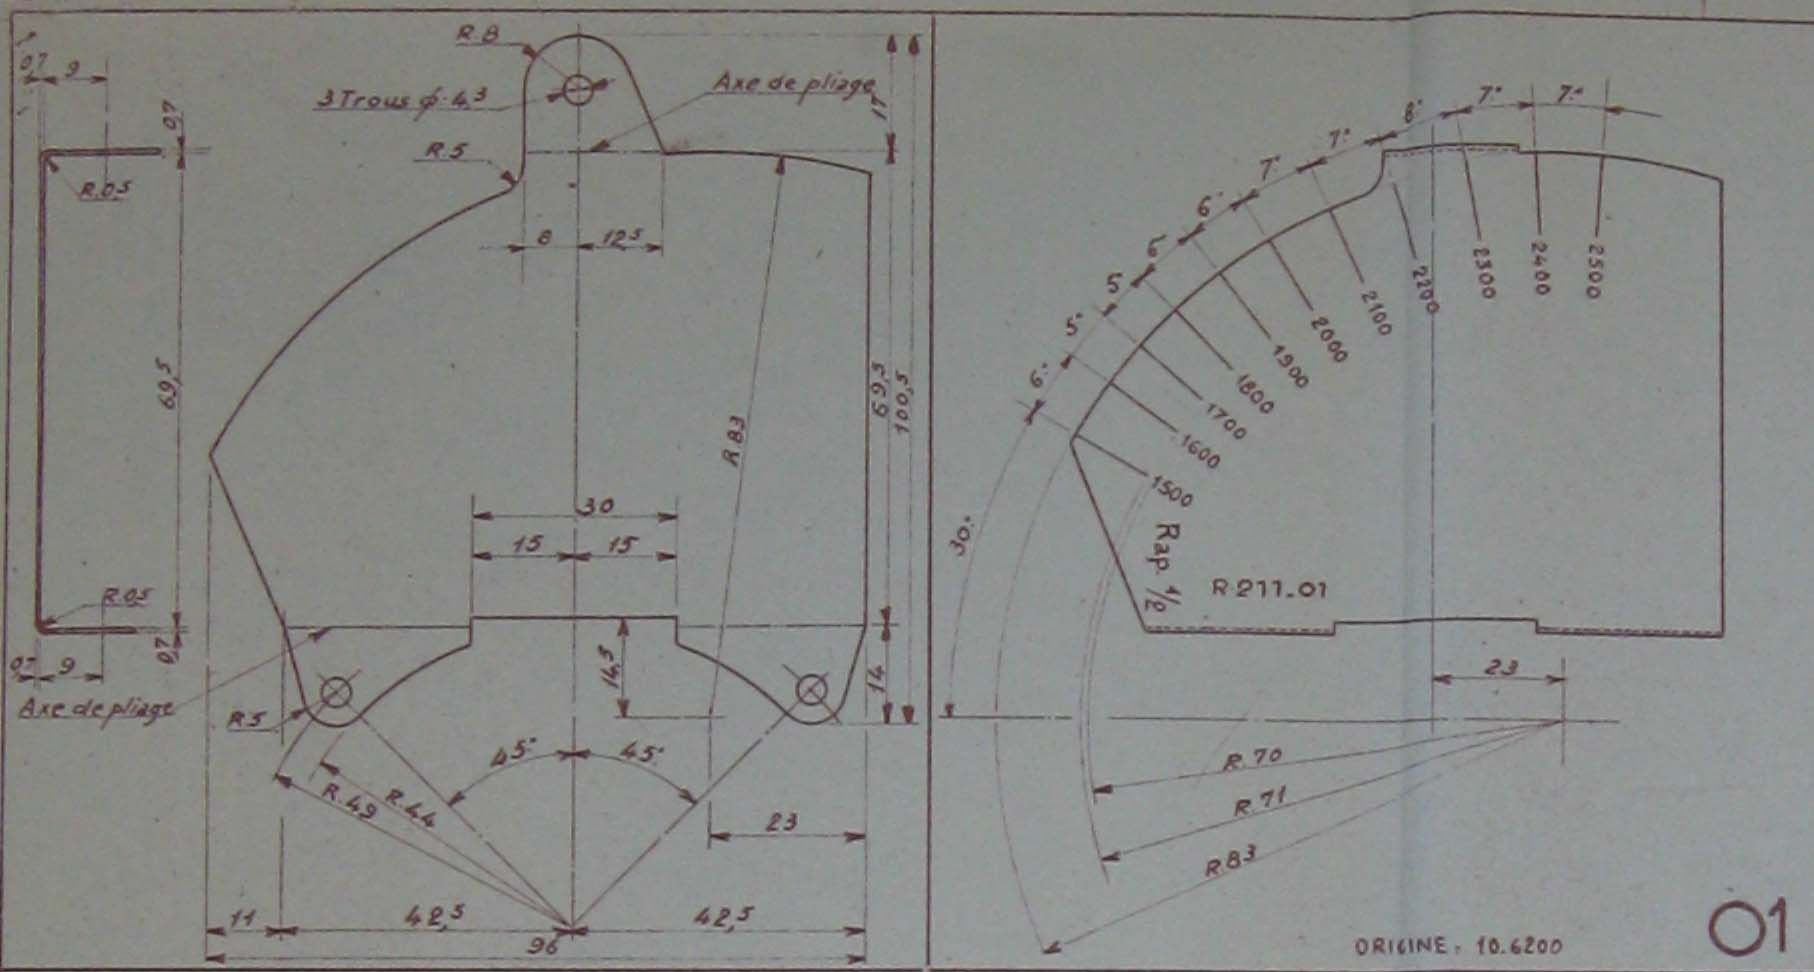 R.8
0,7
9
3 Trous ϕ. 4,3
Axe de pliage
0,7
R.5
17
R.0,5
8
12,5
69,5
R.83
69,5
100,5
30
15
15
R.0,5
0,7
9
0,7
Axe de pliage
R.5
14,5
14
45°
45°
R.49
R.44
23
11
42,5
42,5
96
6°
5°
5°
6°
6°
7°
7°
8°
7°
7°
1500
1600
1700
1800
1900
2000
2100
2200
2300
2400
2500
30°
Rap. 1/2
R.211.01
23
R.70
R.71
R.83
ORIGINE. 10.6200
01